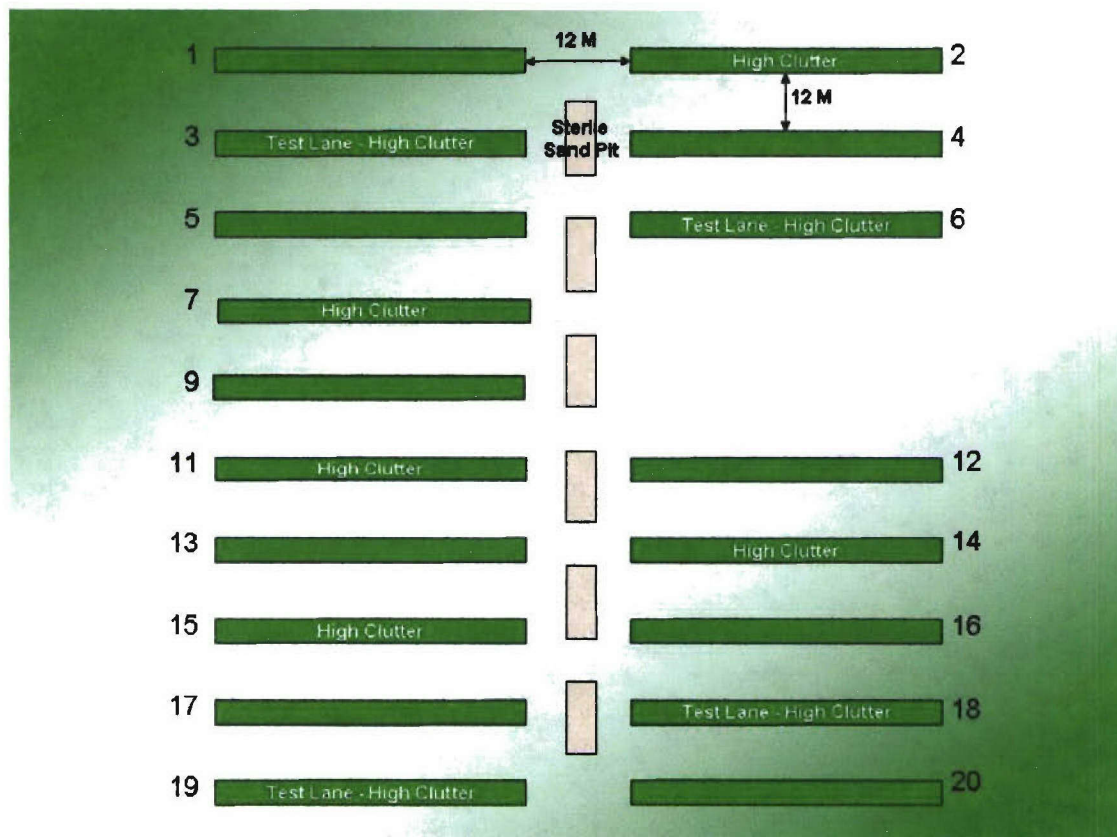 1
12 M
High Clutter
2
12 M
3
Test Lane - High Clutter
Sterile
Sand Pit
4
5
Test Lane - High Clutter
6
7
High Clutter
9
11
High Clutter
12
13
High Clutter
14
15
High Clutter
16
17
Test Lane - High Clutter
18
19
Test Lane - High Clutter
20